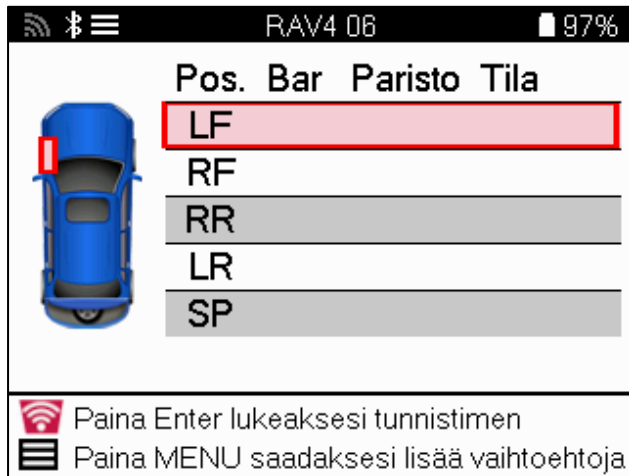 RAV4 06 97%
Pos. Bar Paristo Tila
LF
RF
RR
LR
SP
Paina Enter lukeaksesi tunnistimen
Paina MENU saadaksesi lisää vaihtoehtoja